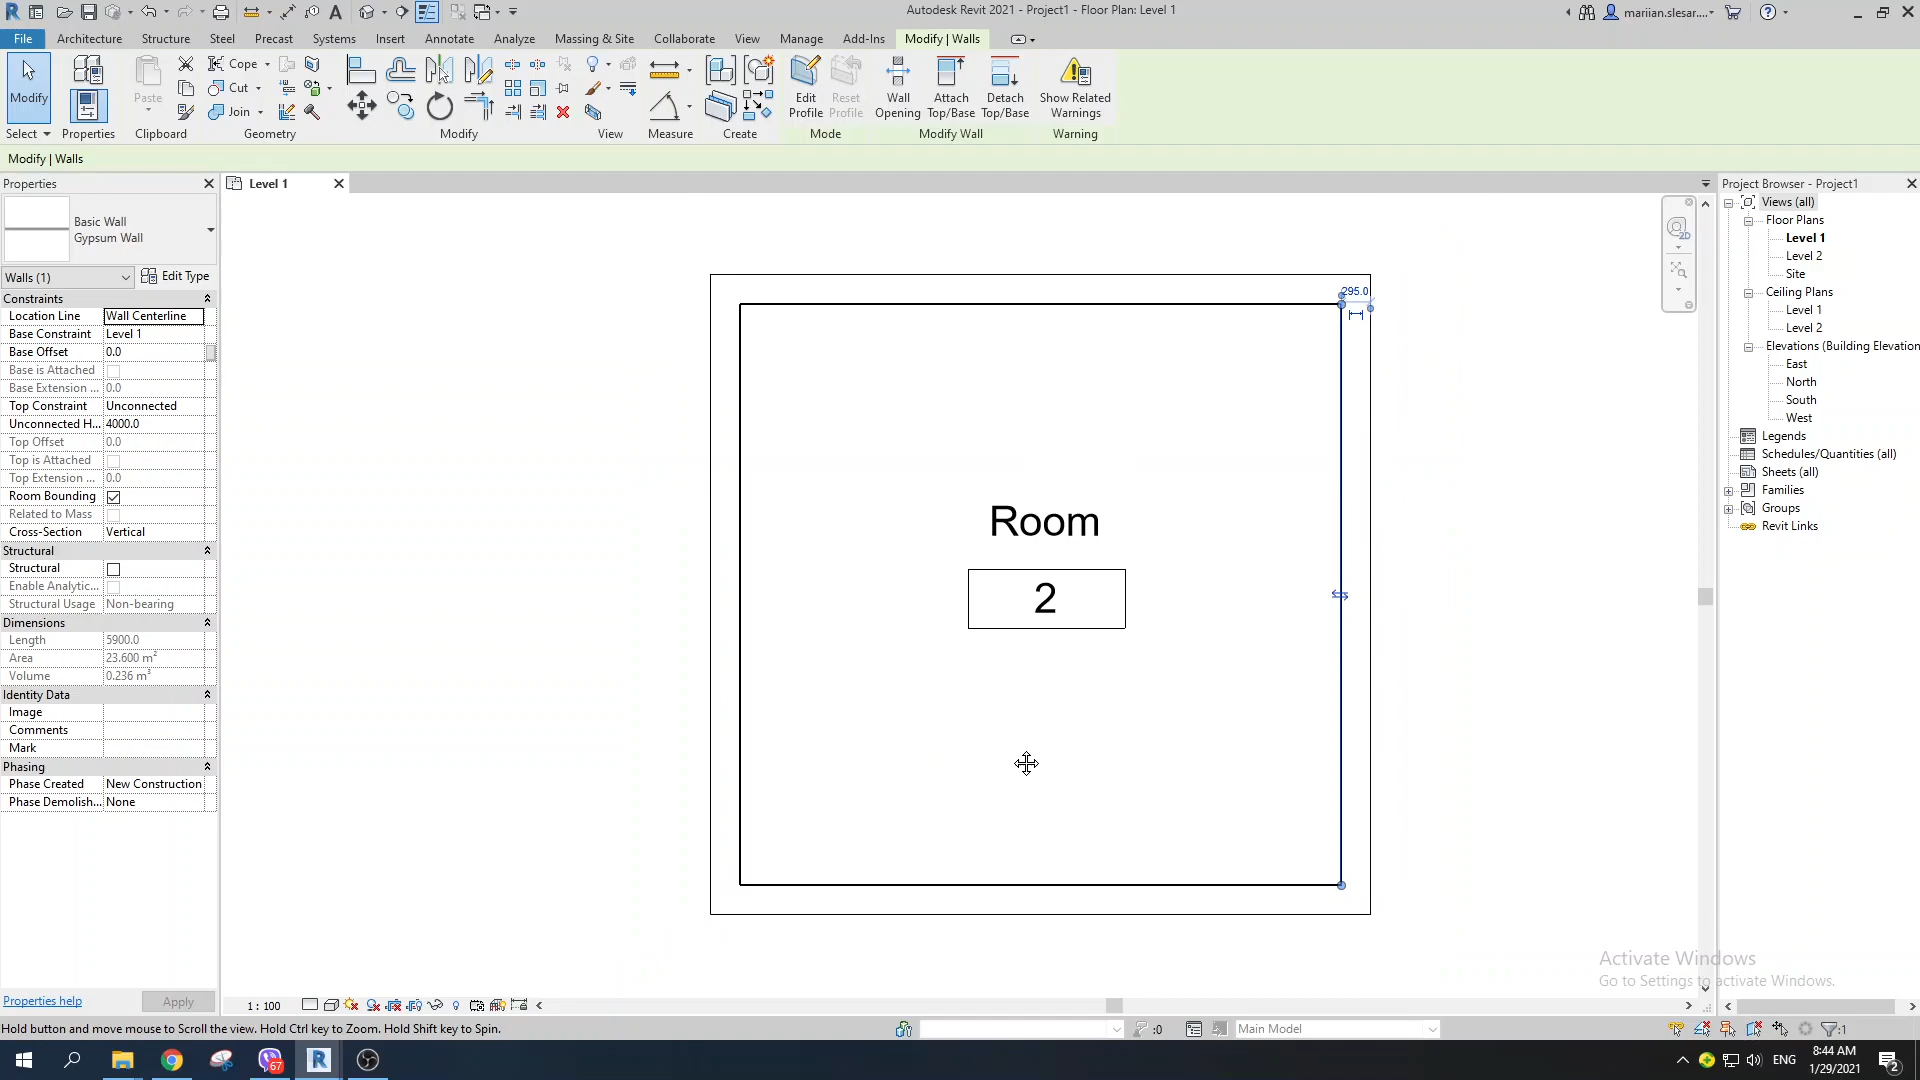 Autodesk Revit 2021 - Project1 - Floor Plan: Level 1
mariian.slesar....
File Architecture Structure Steel Precast Systems Insert Annotate Analyze Massing & Site Collaborate View Manage Add-Ins Modify | Walls
Modify
Select
Properties
Paste
Clipboard
Cope
Cut
Join
Geometry
Modify
View
Measure
Create
Edit Profile
Reset Profile
Mode
Wall Opening
Attach Top/Base
Detach Top/Base
Modify Wall
Show Related Warnings
Warning
Modify | Walls
Properties
Basic Wall
Gypsum Wall
Walls (1)
Edit Type
Constraints
Location Line Wall Centerline
Base Constraint Level 1
Base Offset 0.0
Base is Attached
Base Extension ... 0.0
Top Constraint Unconnected
Unconnected H... 4000.0
Top Offset 0.0
Top is Attached
Top Extension ... 0.0
Room Bounding
Related to Mass
Cross-Section Vertical
Structural
Structural
Enable Analytic...
Structural Usage Non-bearing
Dimensions
Length 5900.0
Area 23.600 m²
Volume 0.236 m³
Identity Data
Image
Comments
Mark
Phasing
Phase Created New Construction
Phase Demolish... None
Properties help
Apply
Level 1
295.0
Room
2
2D
Project Browser - Project1
Views (all)
Floor Plans
Level 1
Level 2
Site
Ceiling Plans
Level 1
Level 2
Elevations (Building Elevation
East
North
South
West
Legends
Schedules/Quantities (all)
Sheets (all)
Families
Groups
Revit Links
Activate Windows
Go to Settings to activate Windows.
1 : 100
Hold button and move mouse to Scroll the view. Hold Ctrl key to Zoom. Hold Shift key to Spin.
:0
Main Model
:1
67
ENG
8:44 AM
1/29/2021
2